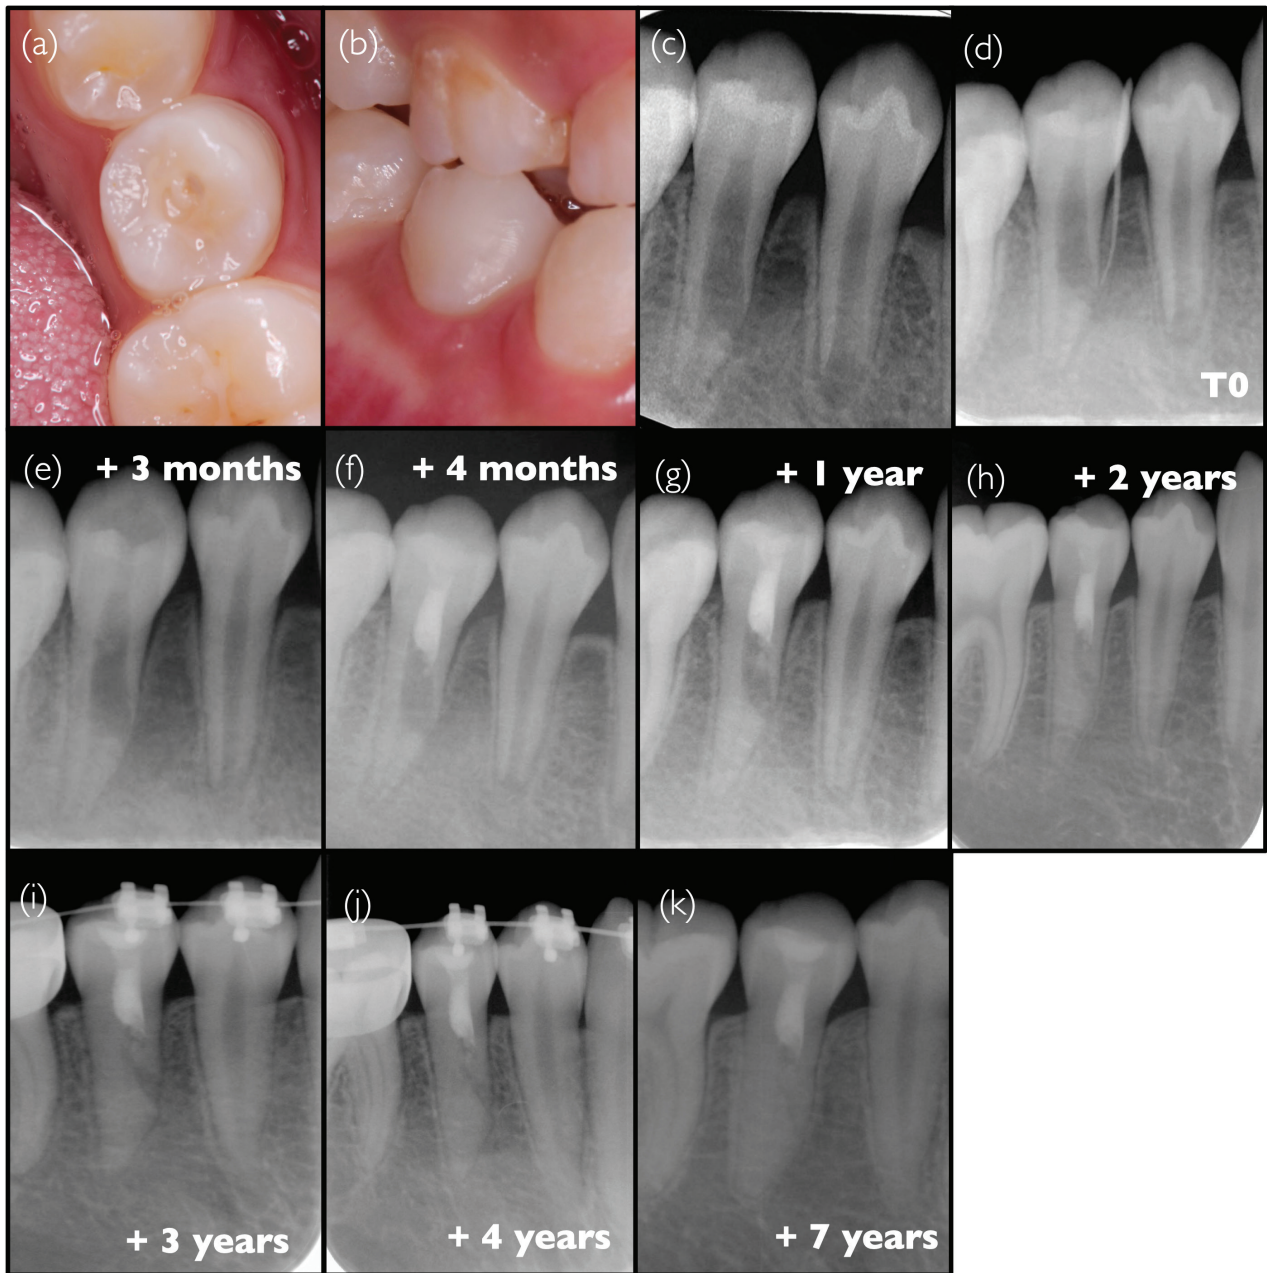 (a)
(b)
(c)
(d)
T0
(e)
+ 3 months
(f)
+ 4 months
(g)
+ 1 year
(h)
+ 2 years
(i)
+ 3 years
(j)
+ 4 years
(k)
+ 7 years